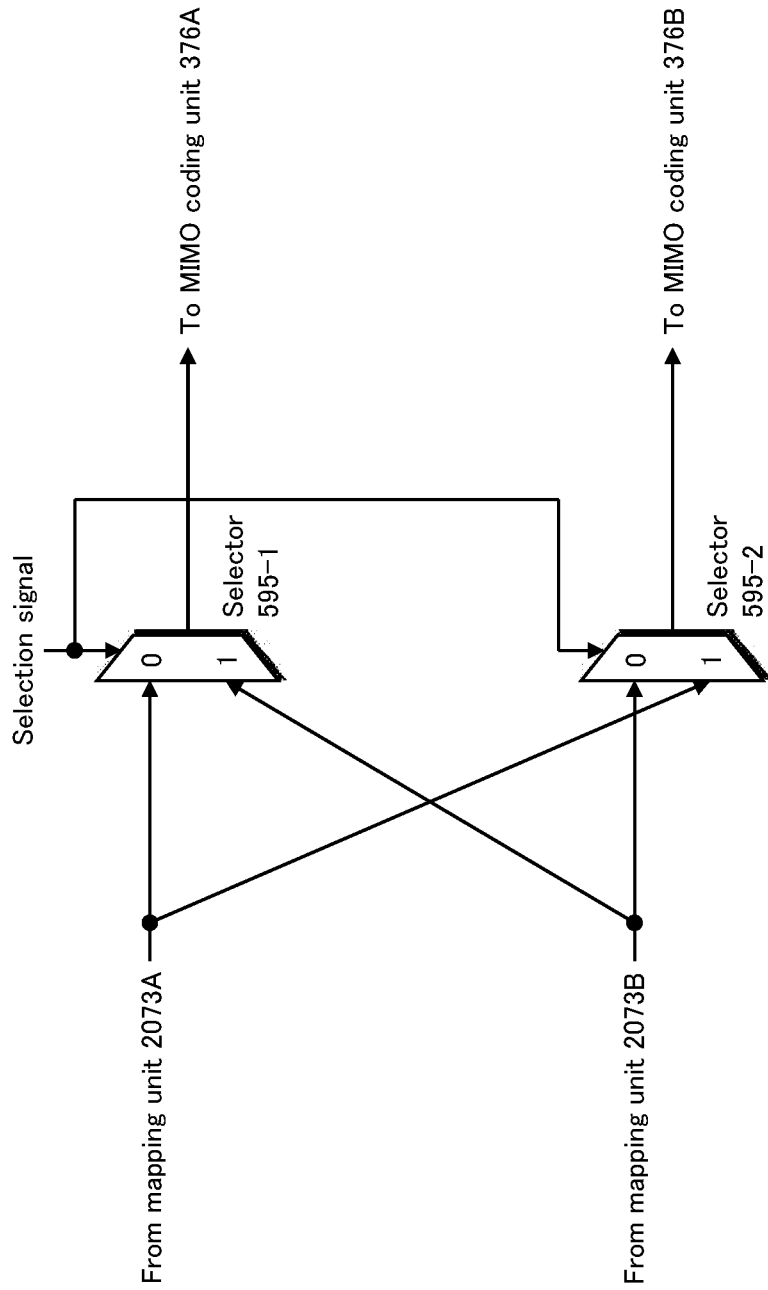 Selection signal
From mapping unit 2073A
0
1
Selector
595-1
To MIMO coding unit 376A
From mapping unit 2073B
0
1
Selector
595-2
To MIMO coding unit 376B